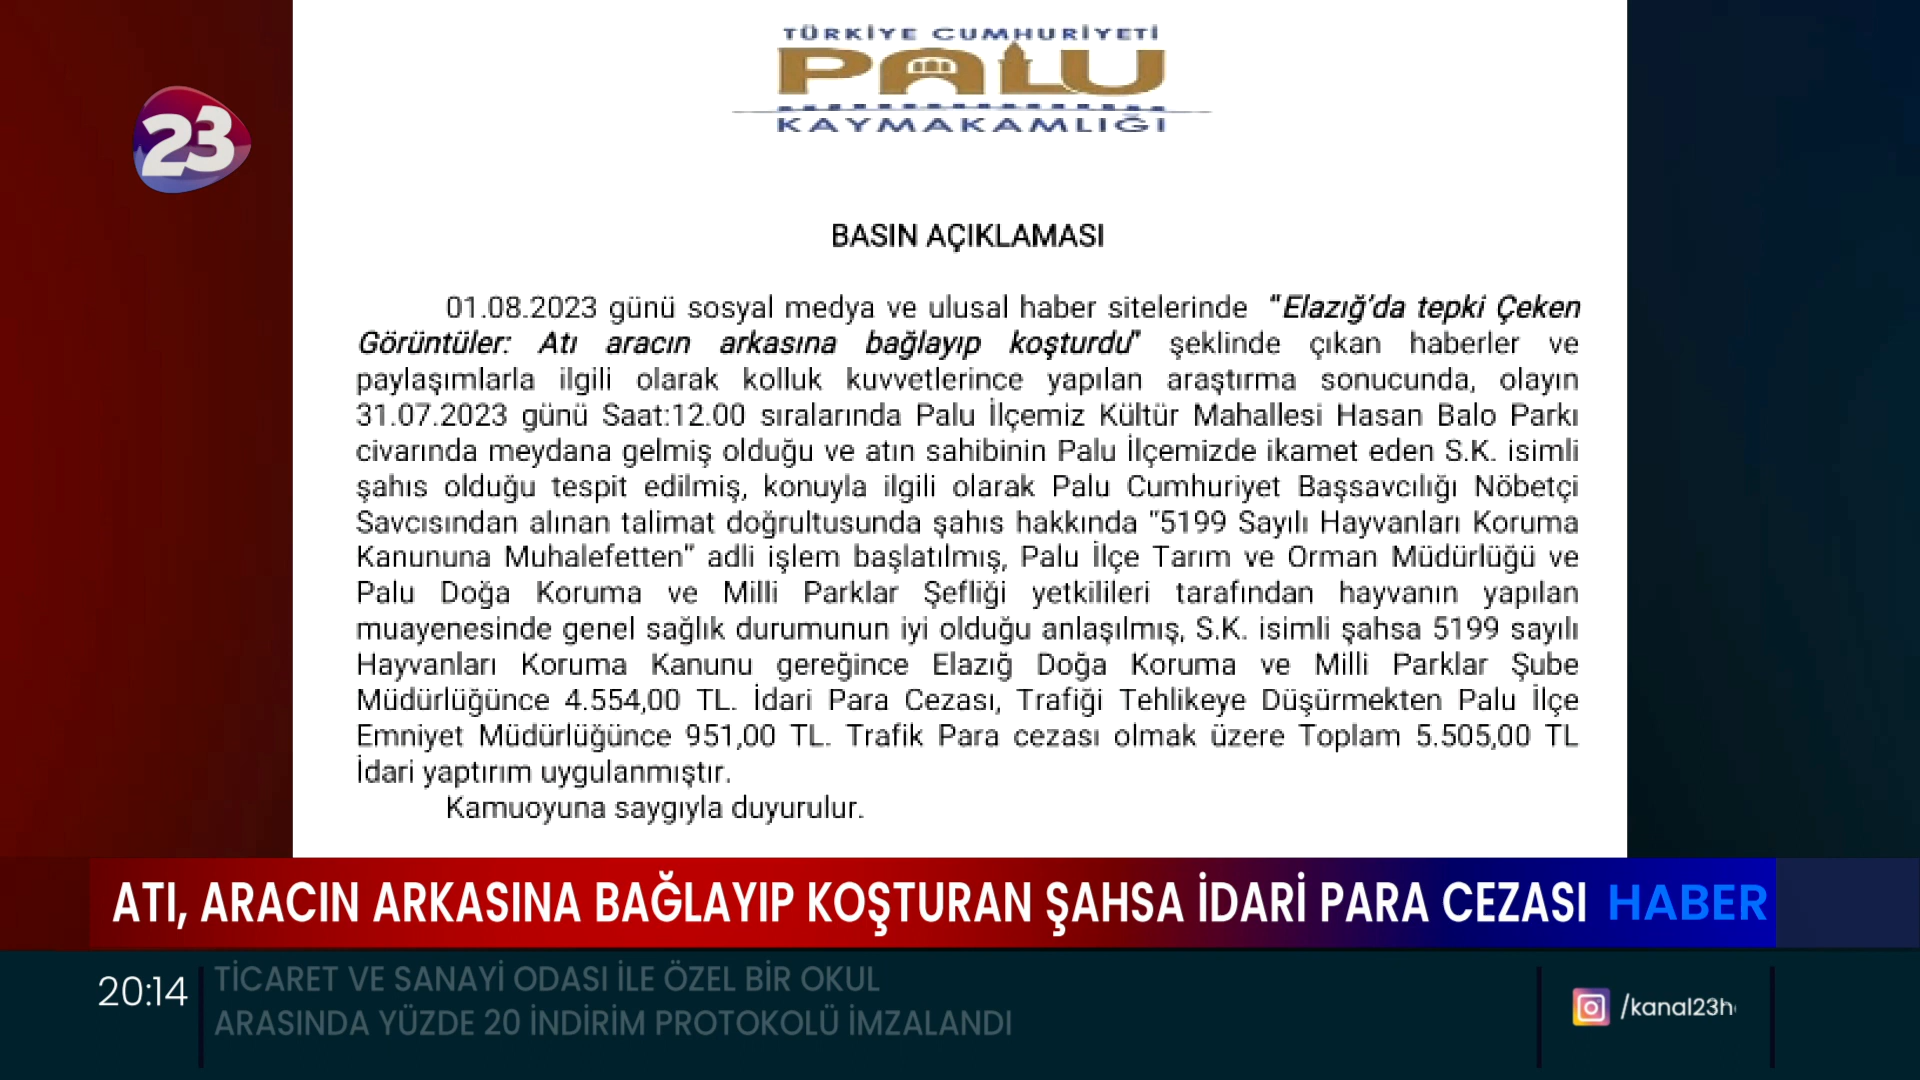 TÜRKİYE CUMHURİYETİ
PALU
KAYMAKAMLIĞI
23
BASIN AÇIKLAMASI
01.08.2023 günü sosyal medya ve ulusal haber sitelerinde "Elazığ'da tepki Çeken
Görüntüler: Atı aracın arkasına bağlayıp koşturdu" şeklinde çıkan haberler ve
paylaşımlarla ilgili olarak kolluk kuvvetlerince yapılan araştırma sonucunda, olayın
31.07.2023 günü Saat:12.00 sıralarında Palu İlçemiz Kültür Mahallesi Hasan Balo Parkı
civarında meydana gelmiş olduğu ve atın sahibinin Palu İlçemizde ikamet eden S.K. isimli
şahıs olduğu tespit edilmiş, konuyla ilgili olarak Palu Cumhuriyet Başsavcılığı Nöbetçi
Savcısından alınan talimat doğrultusunda şahıs hakkında "5199 Sayılı Hayvanları Koruma
Kanununa Muhalefetten" adli işlem başlatılmış, Palu İlçe Tarım ve Orman Müdürlüğü ve
Palu Doğa Koruma ve Milli Parklar Şefliği yetkilileri tarafından hayvanın yapılan
muayenesinde genel sağlık durumunun iyi olduğu anlaşılmış, S.K. isimli şahsa 5199 sayılı
Hayvanları Koruma Kanunu gereğince Elazığ Doğa Koruma ve Milli Parklar Şube
Müdürlüğünce 4.554,00 TL. İdari Para Cezası, Trafiği Tehlikeye Düşürmekten Palu İlçe
Emniyet Müdürlüğünce 951,00 TL. Trafik Para cezası olmak üzere Toplam 5.505,00 TL
İdari yaptırım uygulanmıştır.
Kamuoyuna saygıyla duyurulur.
ATI, ARACIN ARKASINA BAĞLAYIP KOŞTURAN ŞAHSA İDARİ PARA CEZASI HABER
20:14
TİCARET VE SANAYİ ODASI İLE ÖZEL BİR OKUL
ARASINDA YÜZDE 20 İNDİRİM PROTOKOLÜ İMZALANDI
/kanal23h